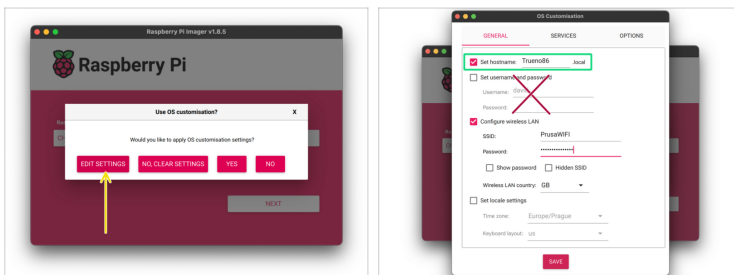 Raspberry Pi Imager v1.8.5
Raspberry Pi
Use OS customisation?
X
Would you like to apply OS customisation settings?
EDIT SETTINGS
NO, CLEAR SETTINGS
YES
NO
NEXT
OS Customisation
GENERAL
SERVICES
OPTIONS
Set hostname: Trueno86 .local
Set username and password
Username:
Password:
Configure wireless LAN
SSID: PrusaWIFI
Password: ••••••••••••••••
Show password
Hidden SSID
Wireless LAN country: GB
Set locale settings
Time zone: Europe/Prague
Keyboard layout: us
SAVE